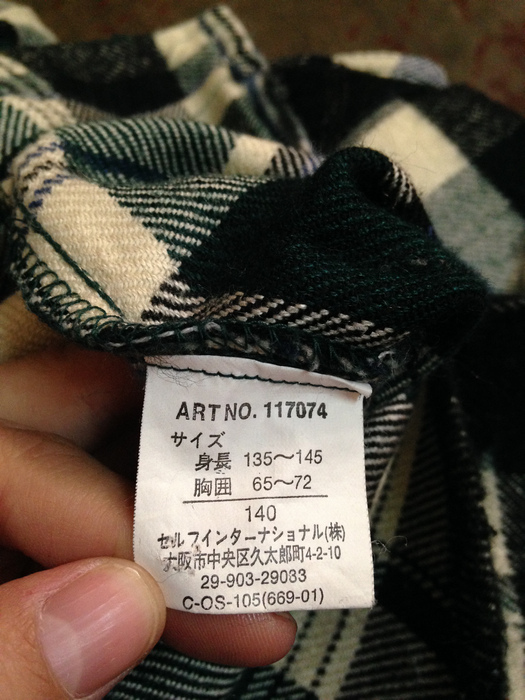 ART NO. 117074
サイズ
身長 135〜145
胸囲 65〜72
140
セルフインターナショナル(株)
大阪市中央区久太郎町4-2-10
29-903-29033
C-OS-105(669-01)